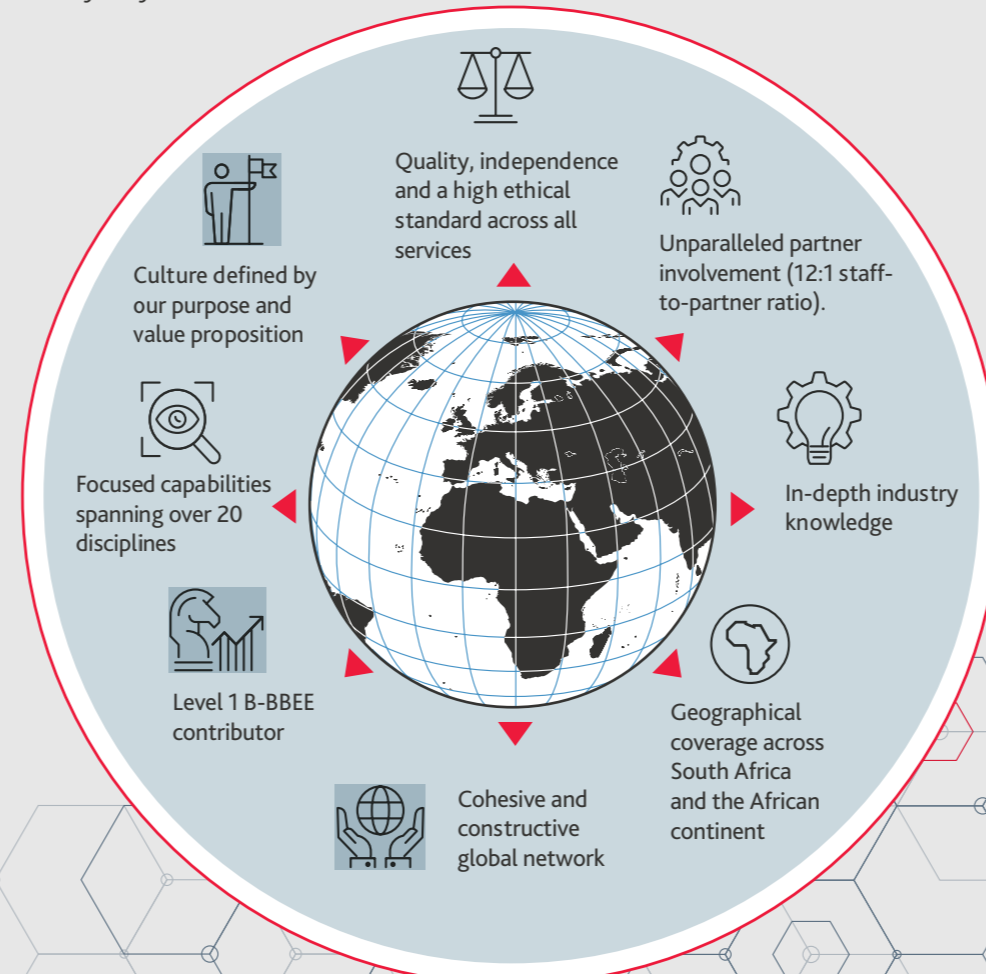 Quality, independence
and a high ethical
standard across all
services
Unparalleled partner
involvement (12:1 staff-
to-partner ratio).
In-depth industry
knowledge
Geographical
coverage across
South Africa
and the African
continent
Cohesive and
constructive
global network
Level 1 B-BBEE
contributor
Focused capabilities
spanning over 20
disciplines
Culture defined by
our purpose and
value proposition